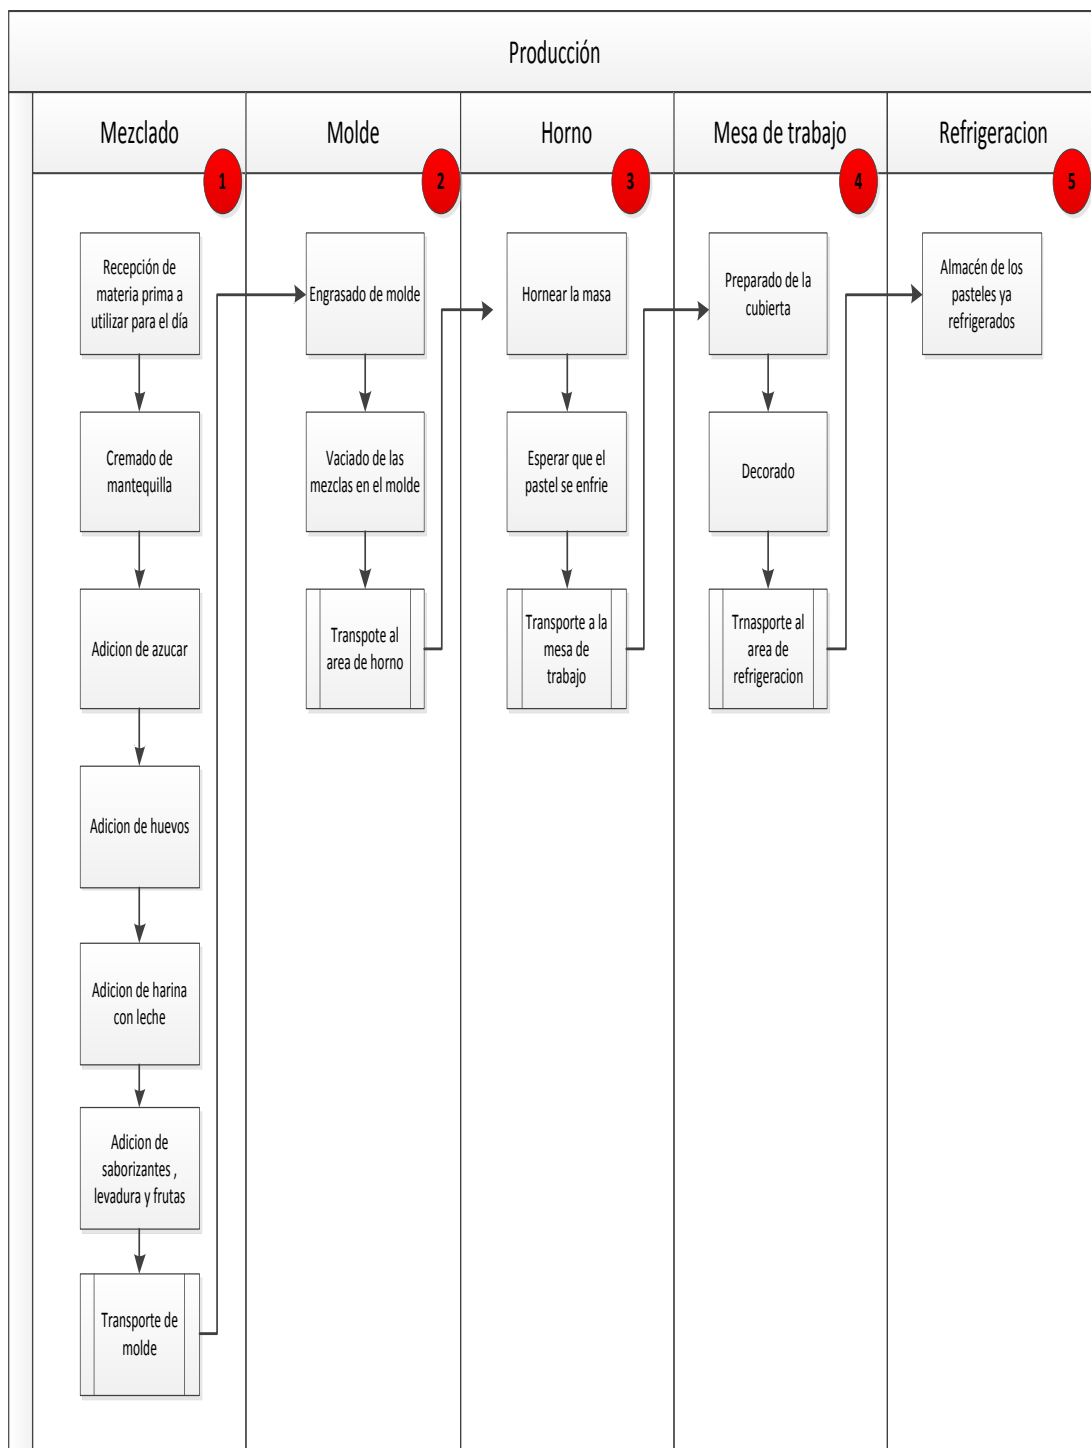 Producción
Mezclado
Molde
Horno
Mesa de trabajo
Refrigeracion
1
2
3
4
5
Recepción de
materia prima a
utilizar para el día
Cremado de
mantequilla
Adicion de azucar
Adicion de huevos
Adicion de harina
con leche
Adicion de
saborizantes ,
levadura y frutas
Transporte de
molde
Engrasado de molde
Vaciado de las
mezclas en el molde
Transpote al
area de horno
Hornear la masa
Esperar que el
pastel se enfrie
Transporte a la
mesa de
trabajo
Preparado de la
cubierta
Decorado
Trnasporte al
area de
refrigeracion
Almacén de los
pasteles ya
refrigerados